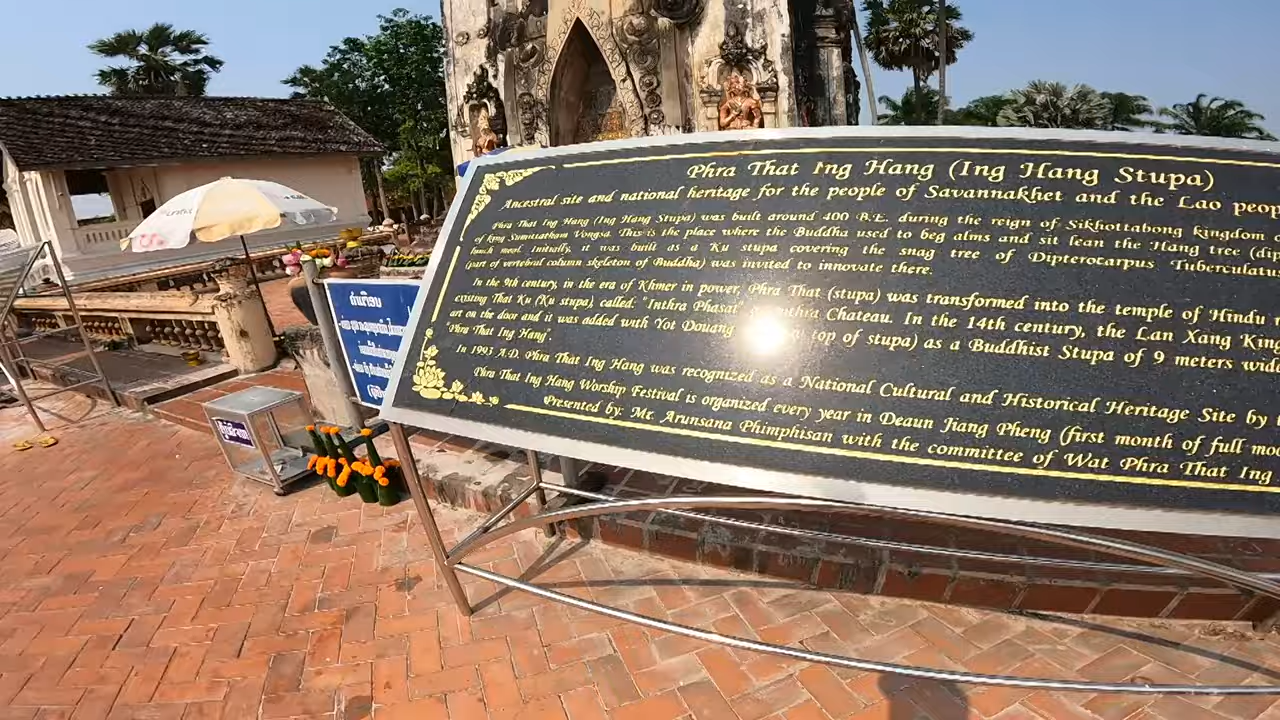 Phra That Ing Hang (Ing Hang Stupa)
Ancestral site and national heritage for the people of Savannakhet and the Lao
Phra That Ing Hang (Ing Hang Stupa) was built around 400 B.E. during the reign of Sikhottabong kingdom
of king Sumittatham Vongsa. This is the place where the Buddha used to beg alms and sit lean the Hang tree
lunch meal. Initially, it was built as a Ku stupa covering the snag tree of Dipterocarpus
(part of vertebral column skeleton of Buddha) was invited to innovate there.
In the 9th century, in the era of Khmer in power, Phra That (stupa) was transformed into the temple of Hindu
existing That Ku (Ku stupa), called: "Inthra Phasat" Chateau. In the 14th century, the Lan Xang
art on the door and it was added with Yot Douang top of stupa) as a Buddhist Stupa of 9 meters
"Phra That Ing Hang".
In 1993 A.D. Phra That Ing Hang was recognized as a National Cultural and Historical Heritage Site by
Phra That Ing Hang Worship Festival is organized every year in Deaun Jiang Pheng (first month of full
Presented by: Mr. Arunsana Phimphisan with the committee of Wat Phra That Ing